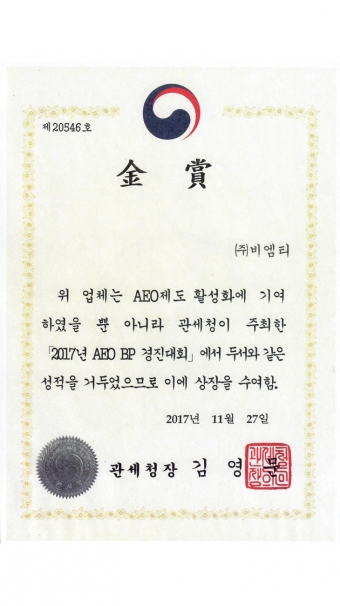 제20546호
金 賞
㈜비엠티
위 업체는 AEO제도 활성화에 기여
하였을 뿐 아니라 관세청이 주최한
「2017년 AEO BP 경진대회」에서 두서와 같은
성적을 거두었으므로 이에 상장을 수여함.
2017년 11월 27일
관세청장 김 영 문